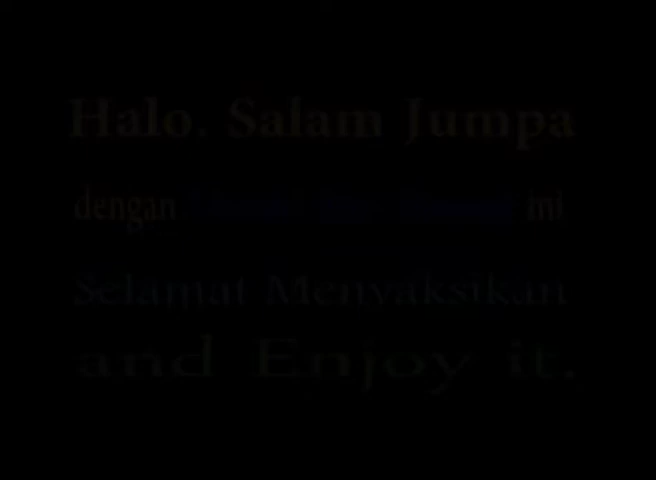 Halo. Salam Jumpa
dengan ini
Selamat Menyaksikan
and Enjoy it.